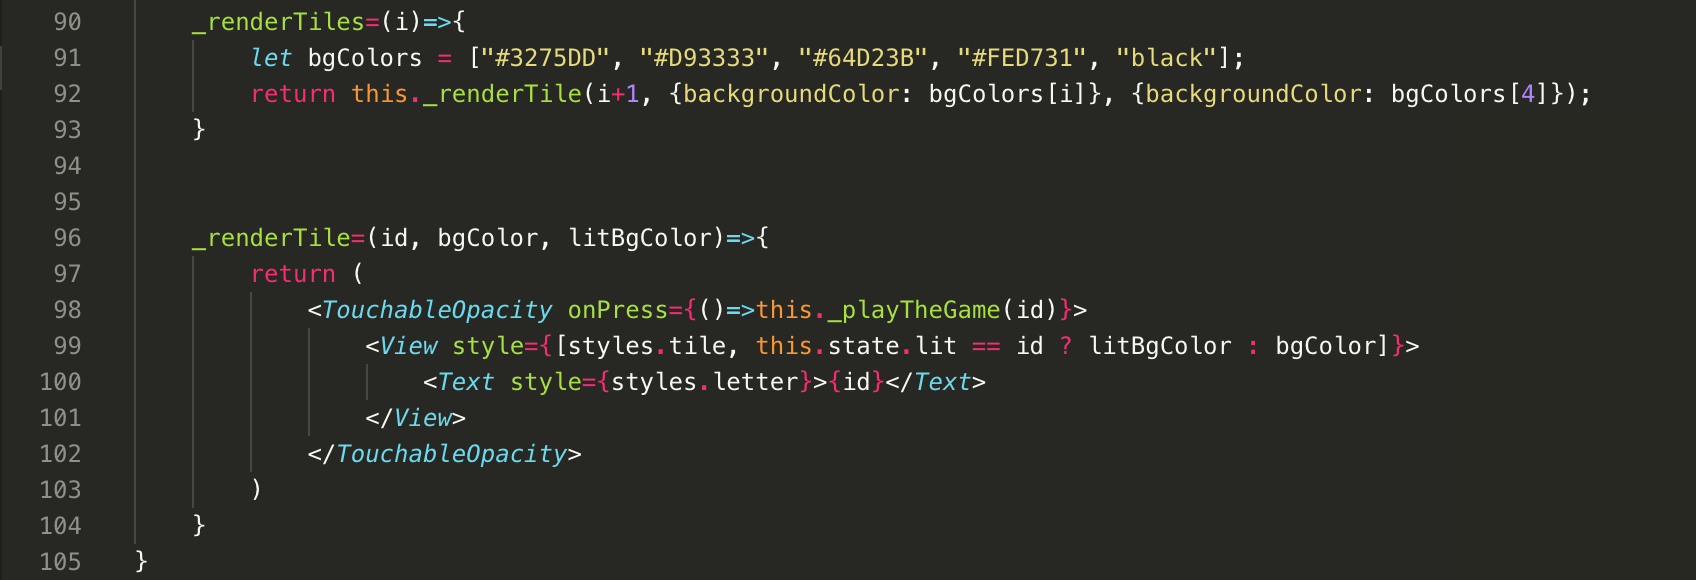 90 _renderTiles=(i)=>{
91 let bgColors = ["#3275DD", "#D93333", "#64D23B", "#FED731", "black"];
92 return this._renderTile(i+1, {backgroundColor: bgColors[i]}, {backgroundColor: bgColors[4]});
93 }
94
95
96 _renderTile=(id, bgColor, litBgColor)=>{
97 return (
98 <TouchableOpacity onPress={()=>this._playTheGame(id)}>
99 <View style={[styles.tile, this.state.lit == id ? litBgColor : bgColor]}>
100 <Text style={styles.letter}>{id}</Text>
101 </View>
102 </TouchableOpacity>
103 )
104 }
105 }